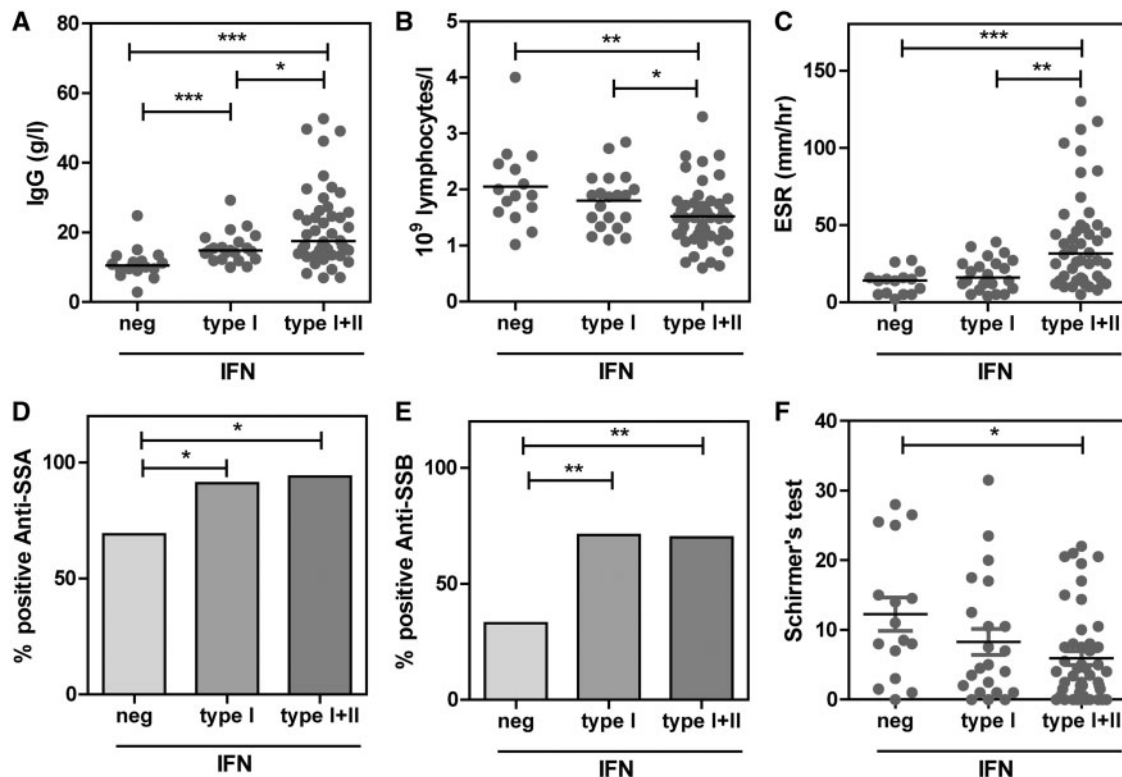 A
IgG (g/l)
80
60
40
20
0
***
*
***
neg type I type I+II
IFN
B
10⁹ lymphocytes/l
5
4
3
2
1
0
**
*
neg type I type I+II
IFN
C
ESR (mm/hr)
150
100
50
0
***
**
neg type I type I+II
IFN
D
% positive Anti-SSA
100
50
0
*
*
neg type I type I+II
IFN
E
% positive Anti-SSB
100
50
0
**
**
neg type I type I+II
IFN
F
Schirmer's test
40
30
20
10
0
*
neg type I type I+II
IFN